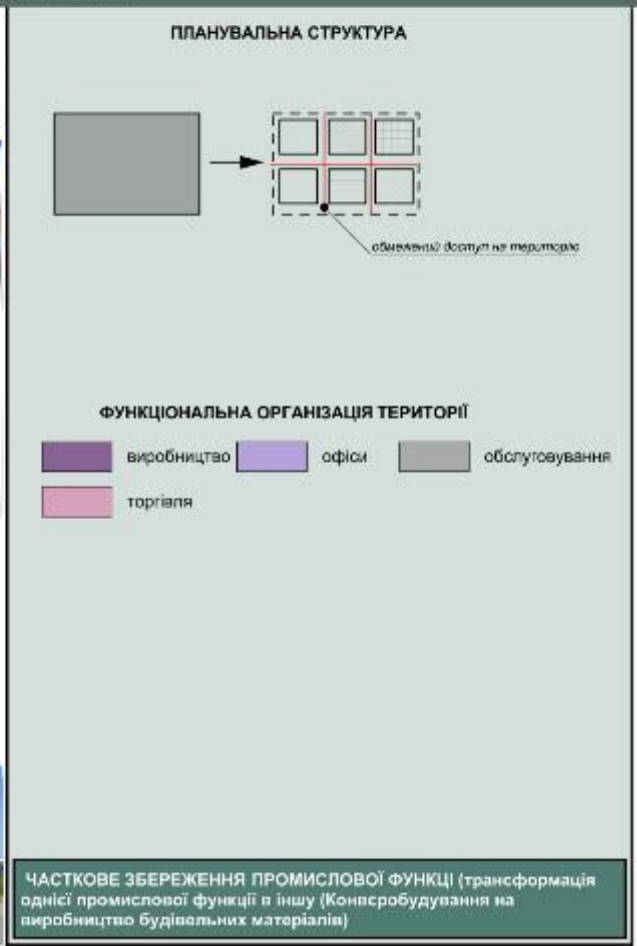 ПЛАНУВАЛЬНА СТРУКТУРА
обмежений доступ на територію
ФУНКЦІОНАЛЬНА ОРГАНІЗАЦІЯ ТЕРИТОРІЇ
виробництво
офіси
обслуговування
торгівля
ЧАСТКОВЕ ЗБЕРЕЖЕННЯ ПРОМИСЛОВОЇ ФУНКЦІ (трансформація
однієї промислової функції в іншу (Конвєробудування на
виробництво будівельних матеріалів)